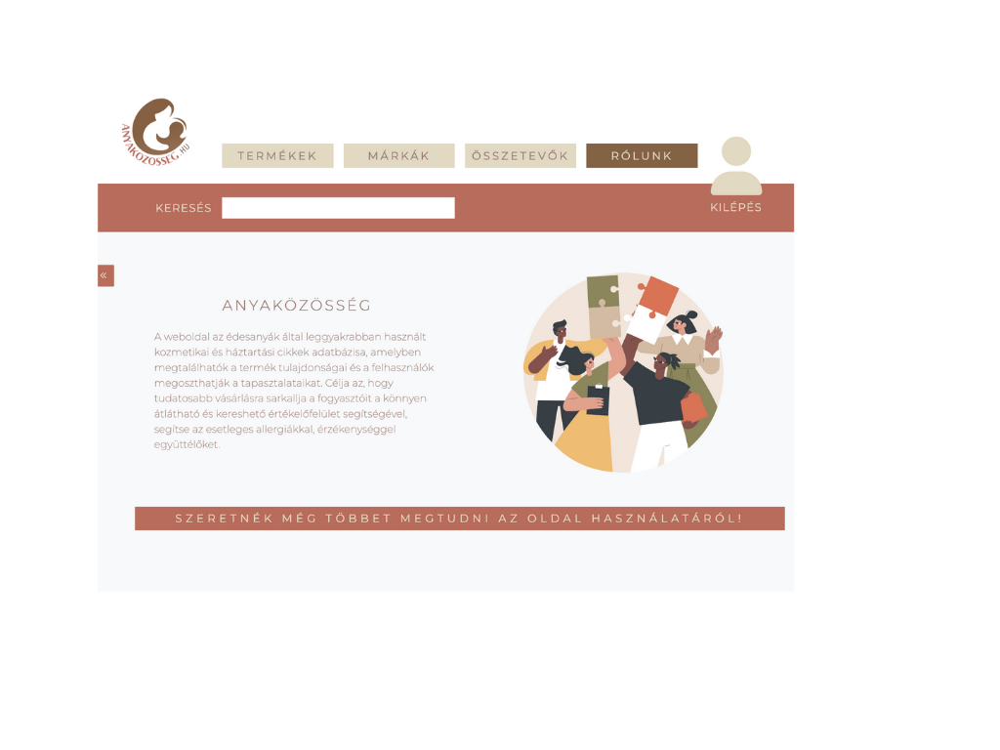 ANYAKÖZÖSSÉG.HU
TERMÉKEK
MÁRKÁK
ÖSSZETEVŐK
RÓLUNK
KERESÉS
KILÉPÉS
«
ANYAKÖZÖSSÉG
A weboldal az édesanyák által leggyakrabban használt
kozmetikai és háztartási cikkek adatbázisa, amelyben
megtalálhatók a termék tulajdonságai és a felhasználók
megoszthatják a tapasztalataikat. Célja az, hogy
tudatosabb vásárlásra sarkallja a fogyasztóit a könnyen
átlátható és kereshető értékelőfelület segítségével,
segítse az esetleges allergiákkal, érzékenységgel
együttélőket.
SZERETNÉK MÉG TÖBBET MEGTUDNI AZ OLDAL HASZNÁLATÁRÓL!